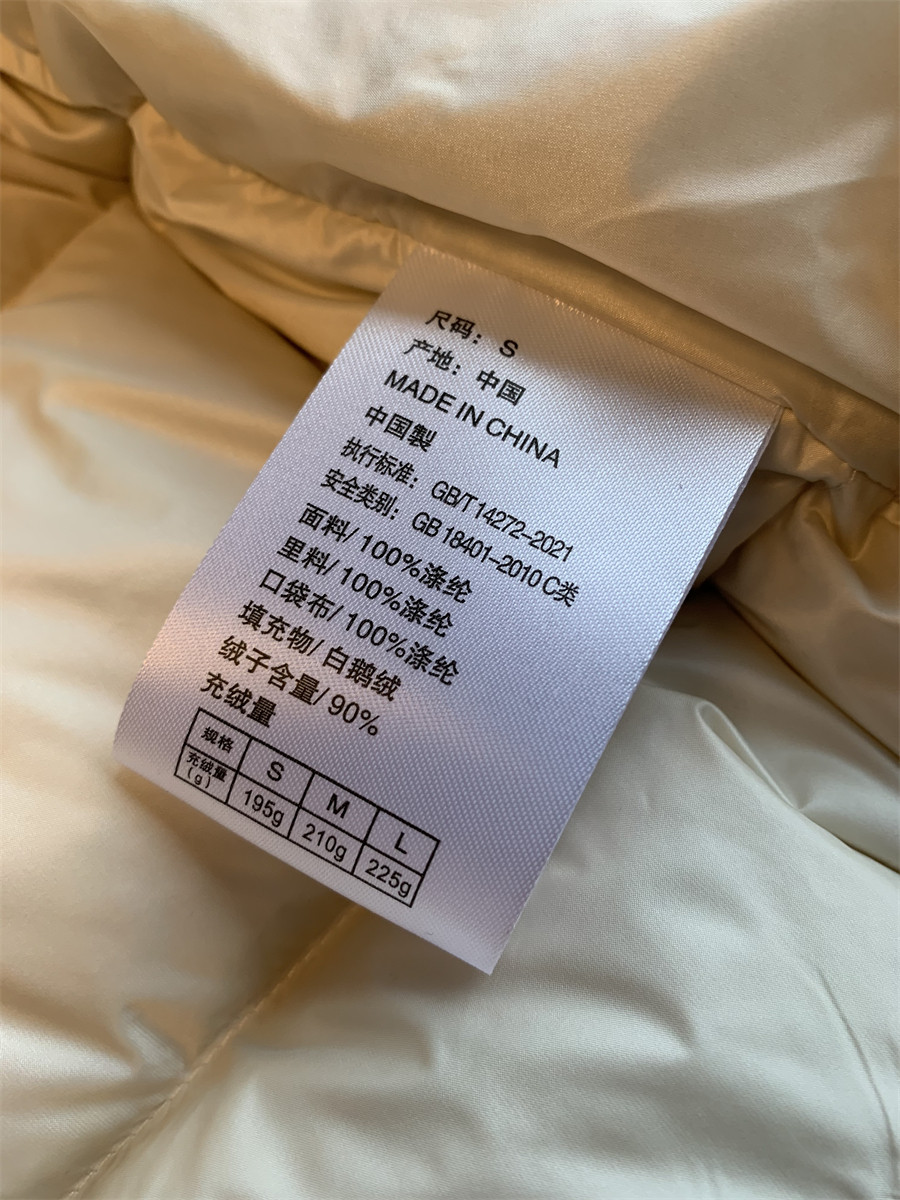 尺码：S
产地：中国
MADE IN CHINA
中国製
执行标准：GB/T 14272-2021
安全类别：GB 18401-2010 C类
面料/100%涤纶
里料/100%涤纶
口袋布/100%涤纶
填充物/白鹅绒
绒子含量/90%
充绒量
规格 S M L
充绒量(g) 195g 210g 225g